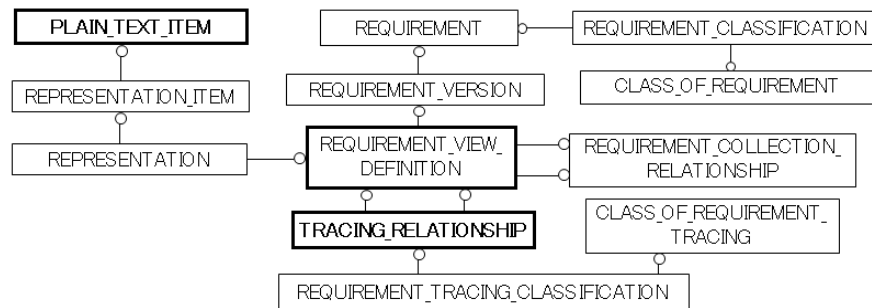 PLAIN_TEXT_ITEM
REQUIREMENT
REQUIREMENT_CLASSIFICATION
REPRESENTATION_ITEM
REQUIREMENT_VERSION
CLASS_OF_REQUIREMENT
REPRESENTATION
REQUIREMENT_VIEW_
DEFINITION
REQUIREMENT_COLLECTION_
RELATIONSHIP
TRACING_RELATIONSHIP
CLASS_OF_REQUIREMENT_
TRACING
REQUIREMENT_TRACING_CLASSIFICATION